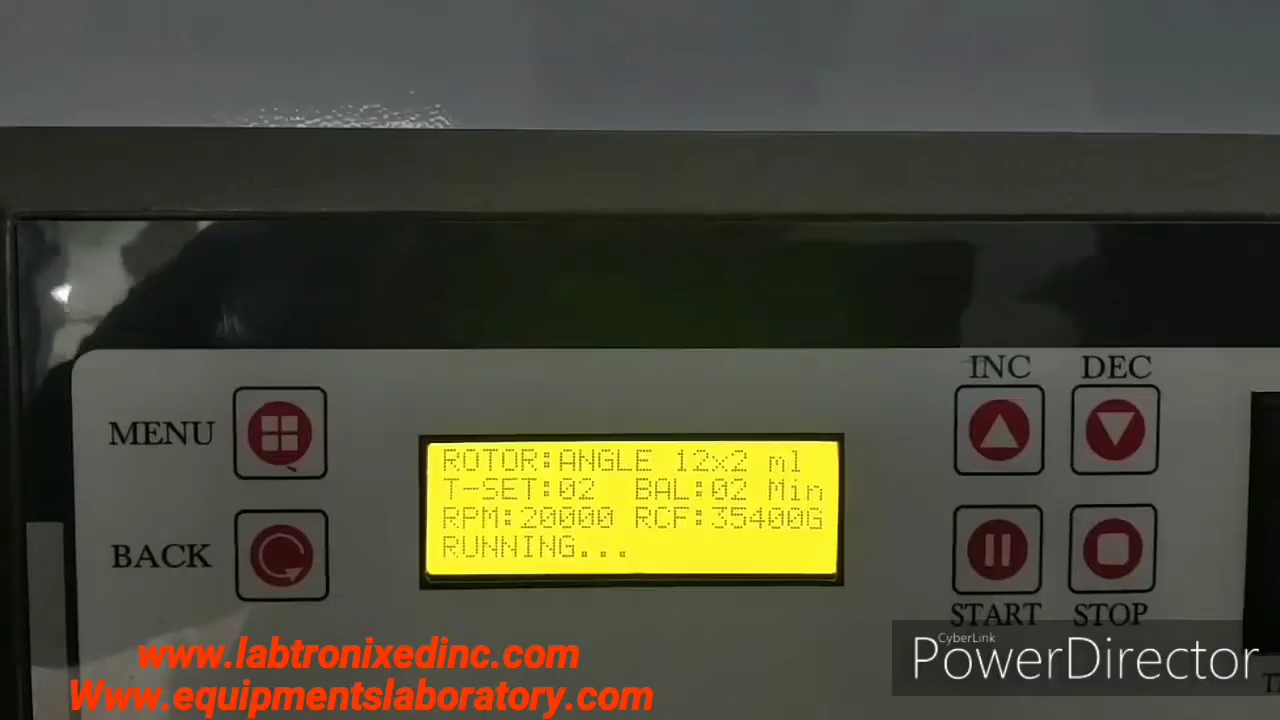 INC DEC
MENU
ROTOR:ANGLE 12x2 ml
T-SET:02 BAL:02 Min
RPM:20000 RCF:35400G
RUNNING...
BACK
START STOP
www.labtronixedinc.com
Www.equipmentslaboratory.com
CyberLink
PowerDirector